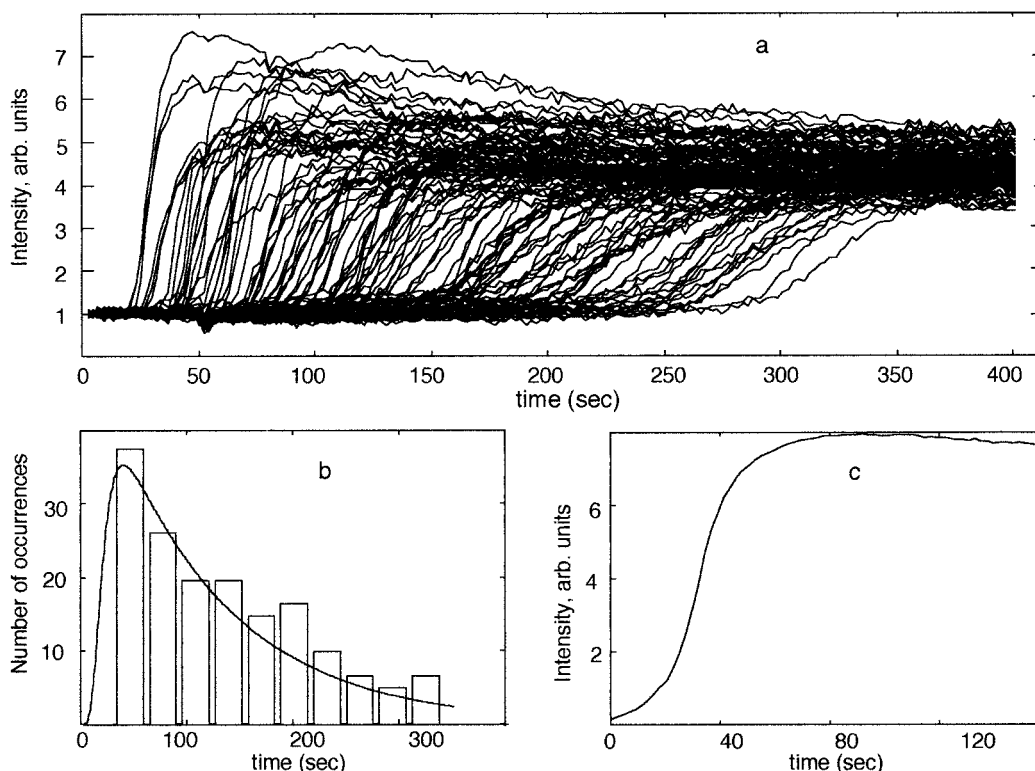 a
Intensity, arb. units
7
6
5
4
3
2
1
0 50 100 150 200 250 300 350 400
time (sec)
b
Number of occurrences
30
20
10
0 100 200 300
time (sec)
c
Intensity, arb. units
6
4
2
0 40 80 120
time (sec)